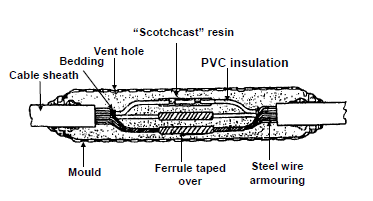 “Scotchcast” resin
Vent hole
Bedding
PVC insulation
Cable sheath
Mould
Ferrule taped
over
Steel wire
armouring